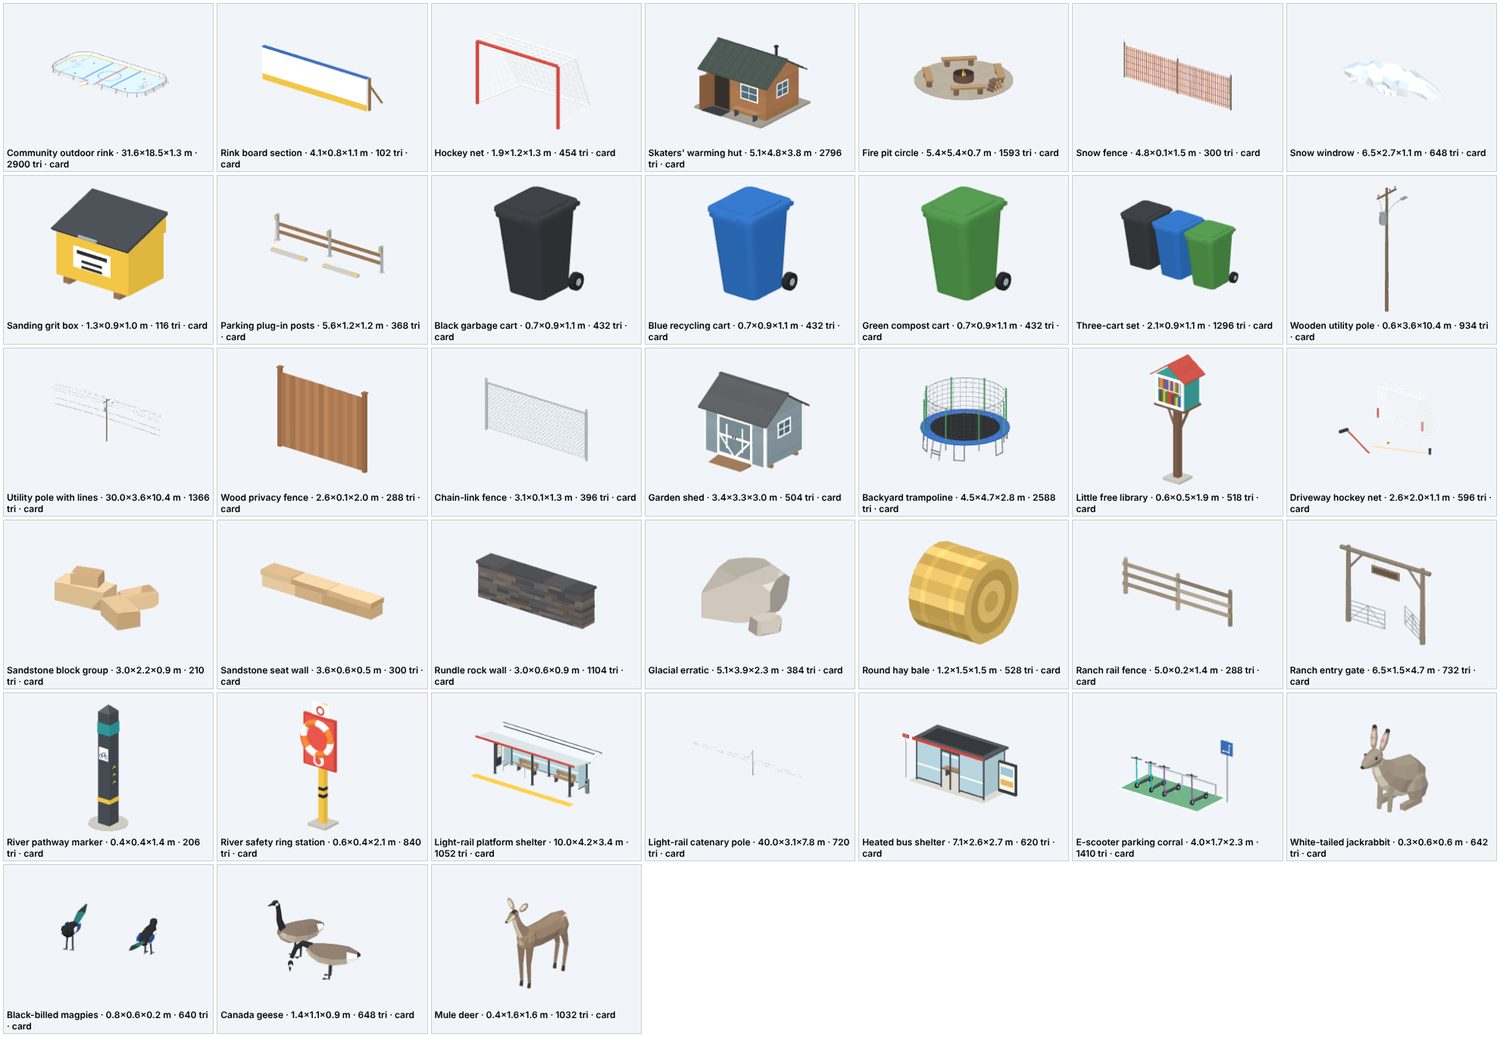 Community outdoor rink · 31.6×18.5×1.3 m ·
2900 tri · card
Rink board section · 4.1×0.8×1.1 m · 102 tri ·
card
Hockey net · 1.9×1.2×1.3 m · 454 tri · card
Skaters' warming hut · 5.1×4.8×3.8 m · 2796
tri · card
Fire pit circle · 5.4×5.4×0.7 m · 1593 tri · card
Snow fence · 4.8×0.1×1.5 m · 300 tri · card
Snow windrow · 6.5×2.7×1.1 m · 648 tri · card
Sanding grit box · 1.3×0.9×1.0 m · 116 tri · card
Parking plug-in posts · 5.6×1.2×1.2 m · 368 tri
· card
Black garbage cart · 0.7×0.9×1.1 m · 432 tri ·
card
Blue recycling cart · 0.7×0.9×1.1 m · 432 tri ·
card
Green compost cart · 0.7×0.9×1.1 m · 432 tri ·
card
Three-cart set · 2.1×0.9×1.1 m · 1296 tri · card
Wooden utility pole · 0.6×3.6×10.4 m · 934 tri
· card
Utility pole with lines · 30.0×3.6×10.4 m · 1366
tri · card
Wood privacy fence · 2.6×0.1×2.0 m · 288 tri ·
card
Chain-link fence · 3.1×0.1×1.3 m · 396 tri · card
Garden shed · 3.4×3.3×3.0 m · 504 tri · card
Backyard trampoline · 4.5×4.7×2.8 m · 2588
tri · card
Little free library · 0.6×0.5×1.9 m · 518 tri ·
card
Driveway hockey net · 2.6×2.0×1.1 m · 596 tri ·
card
Sandstone block group · 3.0×2.2×0.9 m · 210
tri · card
Sandstone seat wall · 3.6×0.6×0.5 m · 300 tri ·
card
Rundle rock wall · 3.0×0.6×0.9 m · 1104 tri ·
card
Glacial erratic · 5.1×3.9×2.3 m · 384 tri · card
Round hay bale · 1.2×1.5×1.5 m · 528 tri · card
Ranch rail fence · 5.0×0.2×1.4 m · 288 tri ·
card
Ranch entry gate · 6.5×1.5×4.7 m · 732 tri ·
card
River pathway marker · 0.4×0.4×1.4 m · 206
tri · card
River safety ring station · 0.6×0.4×2.1 m · 840
tri · card
Light-rail platform shelter · 10.0×4.2×3.4 m ·
1052 tri · card
Light-rail catenary pole · 40.0×3.1×7.8 m · 720
tri · card
Heated bus shelter · 7.1×2.6×2.7 m · 620 tri ·
card
E-scooter parking corral · 4.0×1.7×2.3 m ·
1410 tri · card
White-tailed jackrabbit · 0.3×0.6×0.6 m · 642
tri · card
Black-billed magpies · 0.8×0.6×0.2 m · 640 tri
· card
Canada geese · 1.4×1.1×0.9 m · 648 tri · card
Mule deer · 0.4×1.6×1.6 m · 1032 tri · card